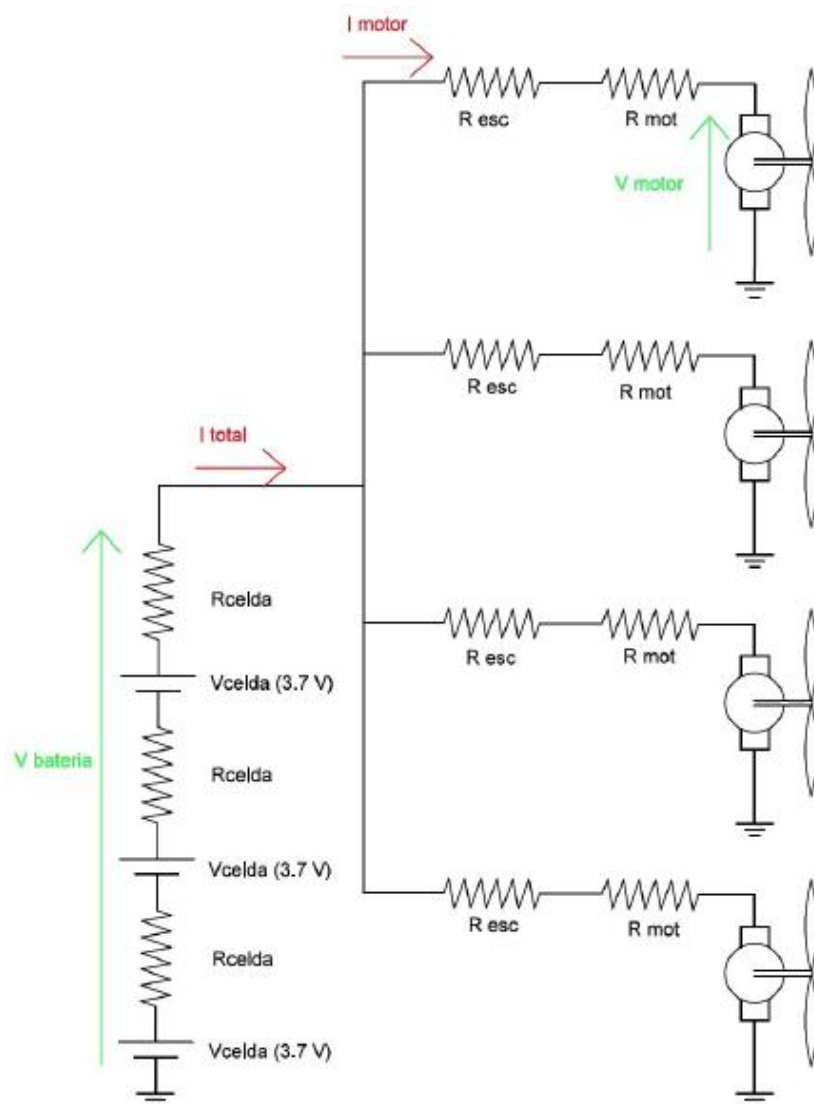 I motor
R esc
R mot
V motor
R esc
R mot
I total
Rcelda
R esc
R mot
Vcelda (3.7 V)
V bateria
Rcelda
Vcelda (3.7 V)
R esc
R mot
Rcelda
Vcelda (3.7 V)